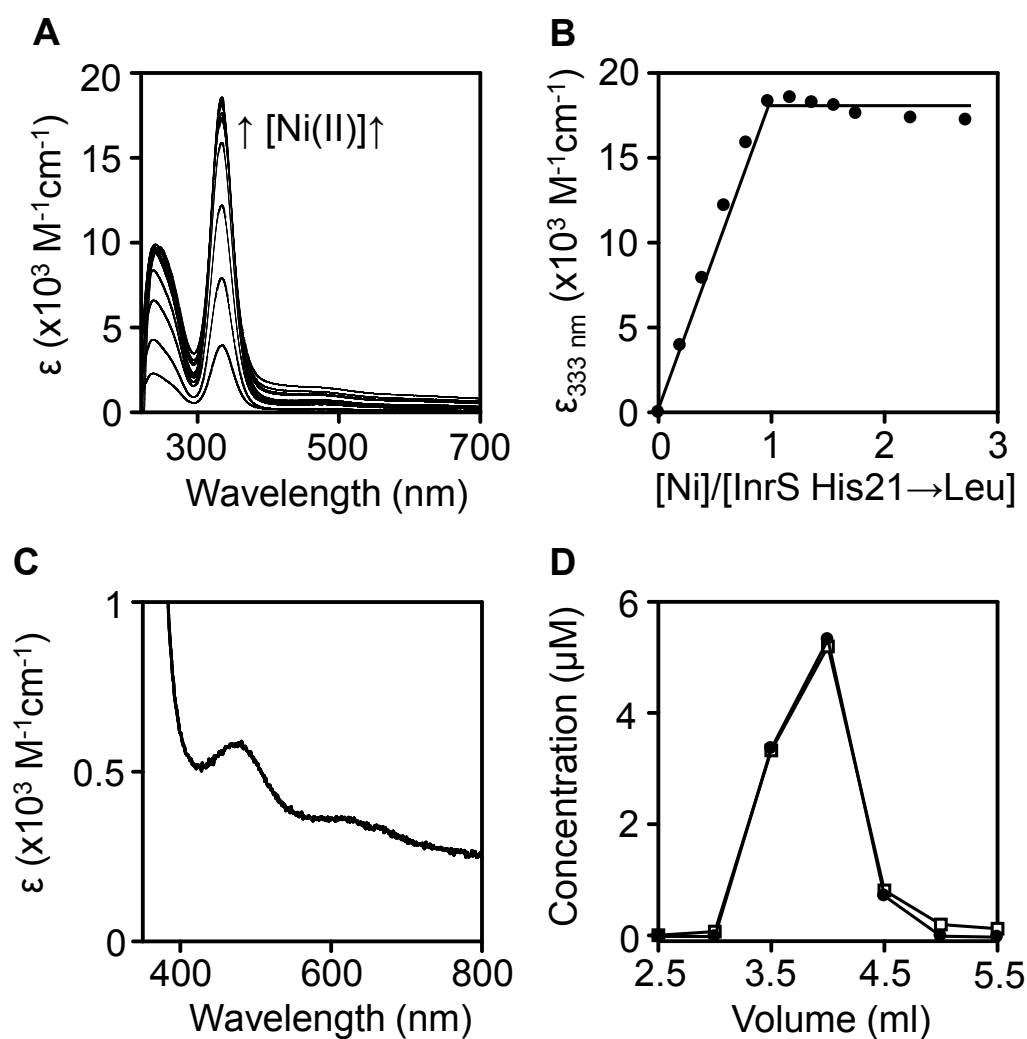 A
20
15
10
5
0
ε (x10³ M⁻¹cm⁻¹)
↑ [Ni(II)]↑
300
500
700
Wavelength (nm)
B
20
15
10
5
0
ε₃₃₃ ₙₘ (x10³ M⁻¹cm⁻¹)
0
1
2
3
[Ni]/[InrS His21→Leu]
C
1
0.5
0
ε (x10³ M⁻¹cm⁻¹)
400
600
800
Wavelength (nm)
D
6
4
2
0
Concentration (µM)
2.5
3.5
4.5
5.5
Volume (ml)